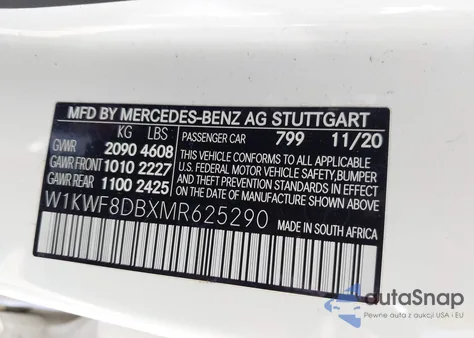 MFD BY MERCEDES-BENZ AG STUTTGART
KG LBS PASSENGER CAR 799 11/20
GVWR 2090 4608
GAWR FRONT 1010 2227
GAWR REAR 1100 2425
THIS VEHICLE CONFORMS TO ALL APPLICABLE
U.S. FEDERAL MOTOR VEHICLE SAFETY, BUMPER,
AND THEFT PREVENTION STANDARDS IN EFFECT ON
THE DATE OF MANUFACTURE SHOWN ABOVE.
W1KWF8DBXMR625290
MADE IN SOUTH AFRICA
autoSnap
Pewne auta z aukcji USA i EU